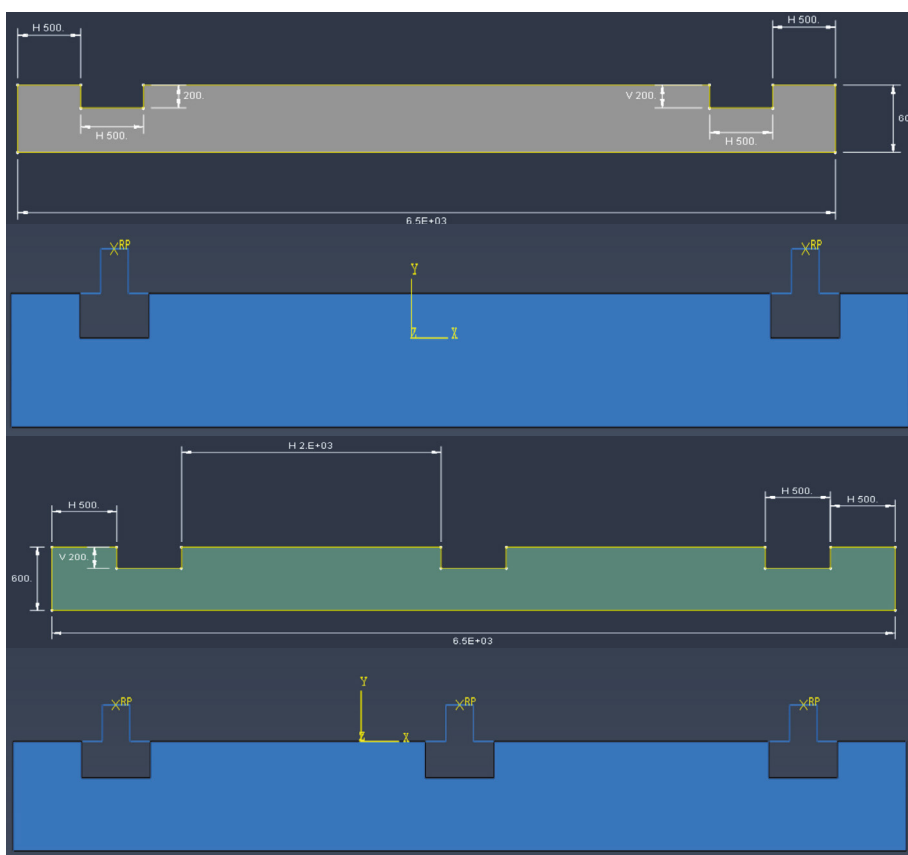 H 500.
H 500.
200.
V 200.
60
H 500.
H 500.
6.5E+03
RP
RP
Y
Z
X
H 2.E+03
H 500.
H 500.
H 500.
V 200.
600.
6.5E+03
Y
RP
RP
RP
Z
X